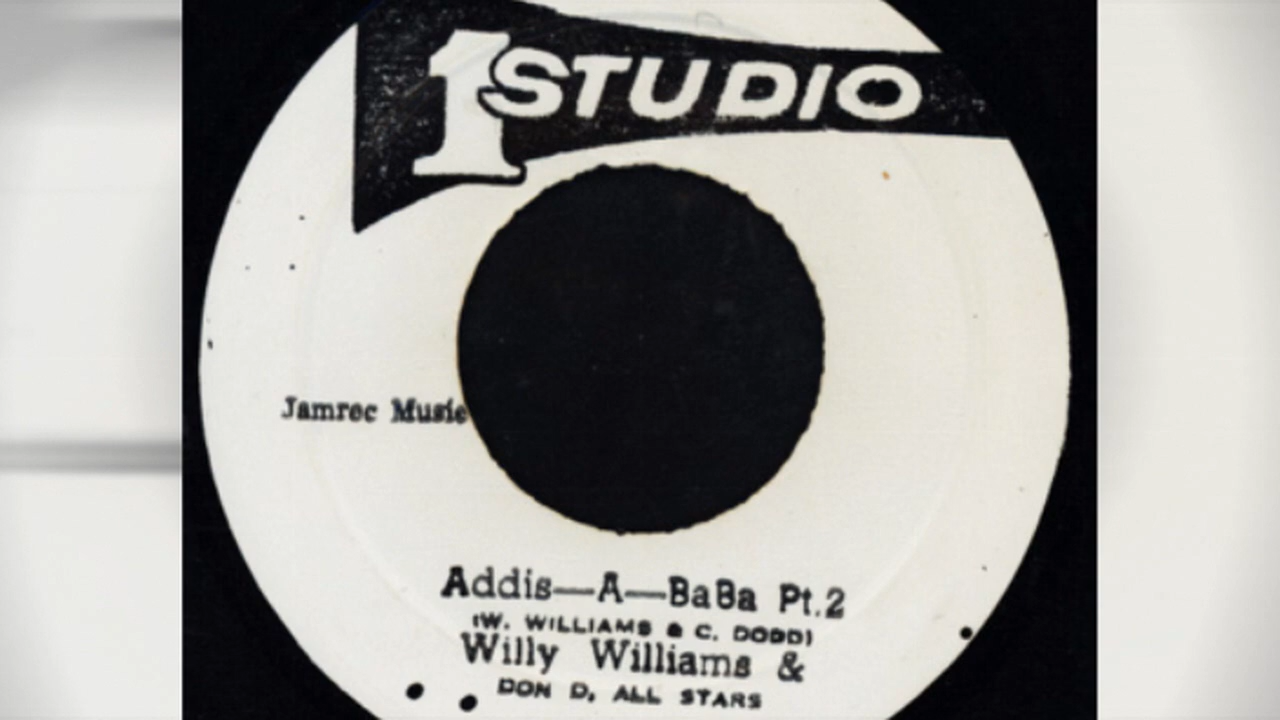 1 STUDIO
Jamrec Music
Addis—A—BaBa Pt.2
(W. WILLIAMS & C. DODD)
Willy Williams &
DON D, ALL STARS